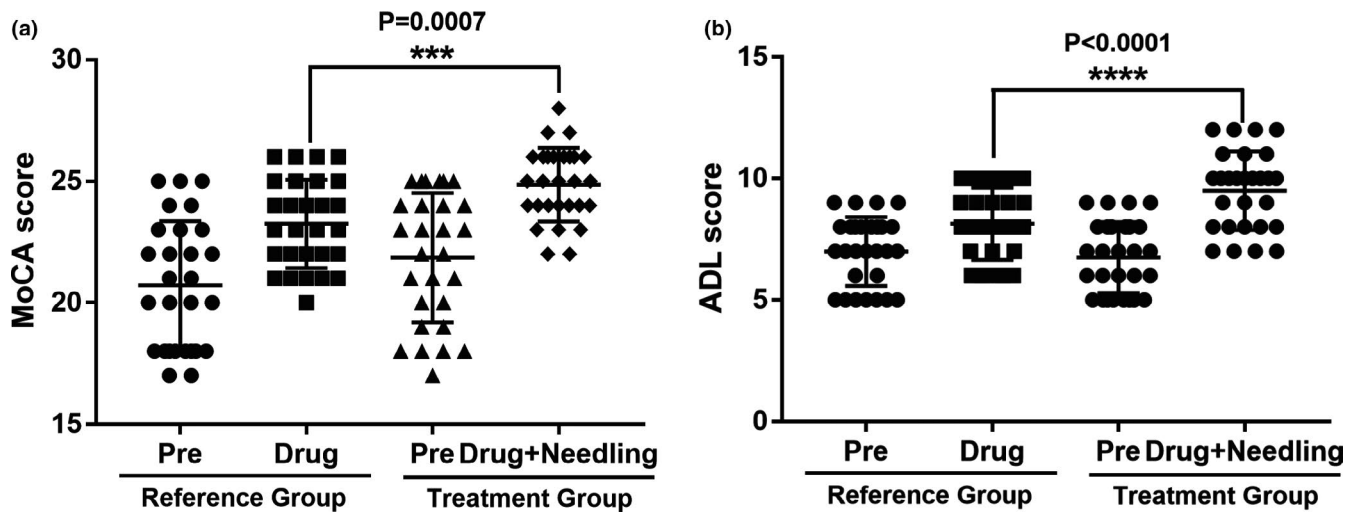 (a)
P=0.0007
***
30
25
20
15
MoCA score
Pre Drug Pre Drug+Needling
Reference Group Treatment Group
(b)
P<0.0001
****
15
10
5
0
ADL score
Pre Drug Pre Drug+Needling
Reference Group Treatment Group